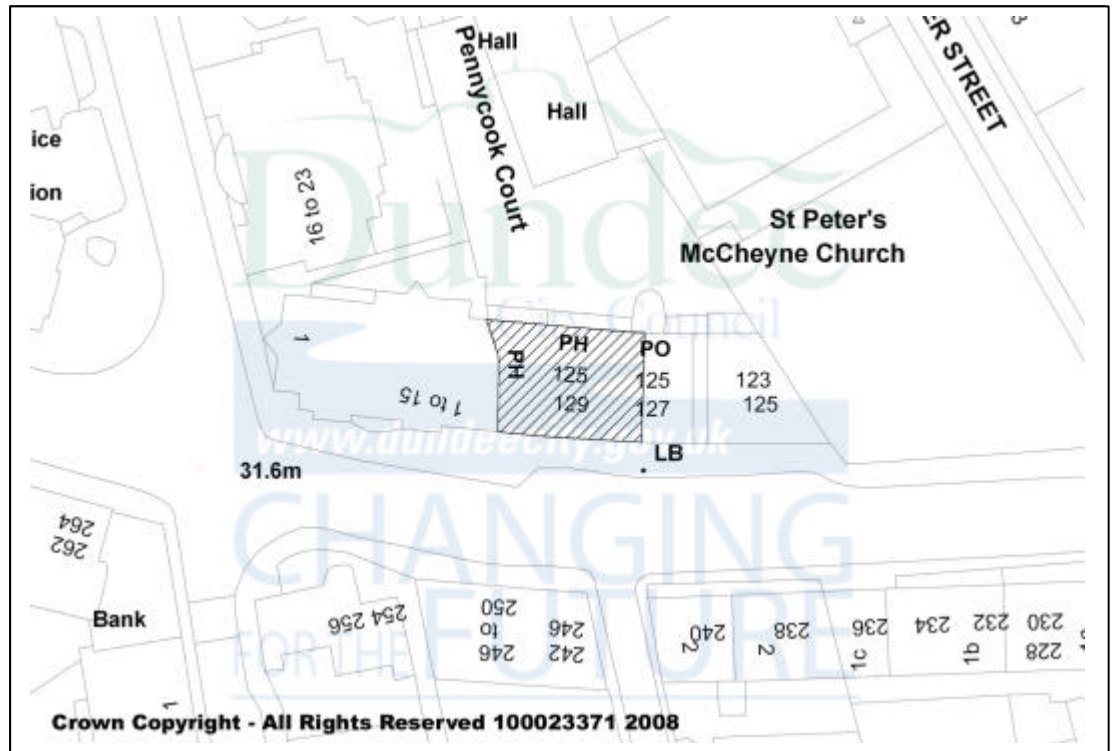 Hall
Hall
Pennycook Court
ER STREET
ice
ion
16 to 23
St Peter's
McCheyne Church
Dundee
City Council
1
1 to 15
PH
PH
125
129
PO
125
127
123
125
www.dundeecity.gov.uk
LB
31.6m
CHANGING
FOR THE FUTURE
264
262
Bank
1
254 256
250
to
246
246
242
240
2
238
2
236
1c
234
232
1b
230
228
Crown Copyright - All Rights Reserved 100023371 2008